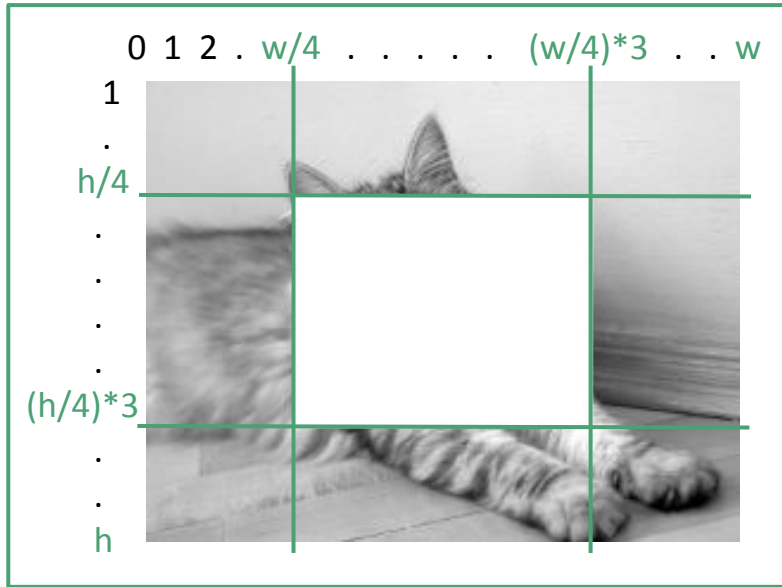 0 1 2 . w/4 . . . . . (w/4)*3 . . w
1
.
h/4
.
.
.
.
(h/4)*3
.
.
h